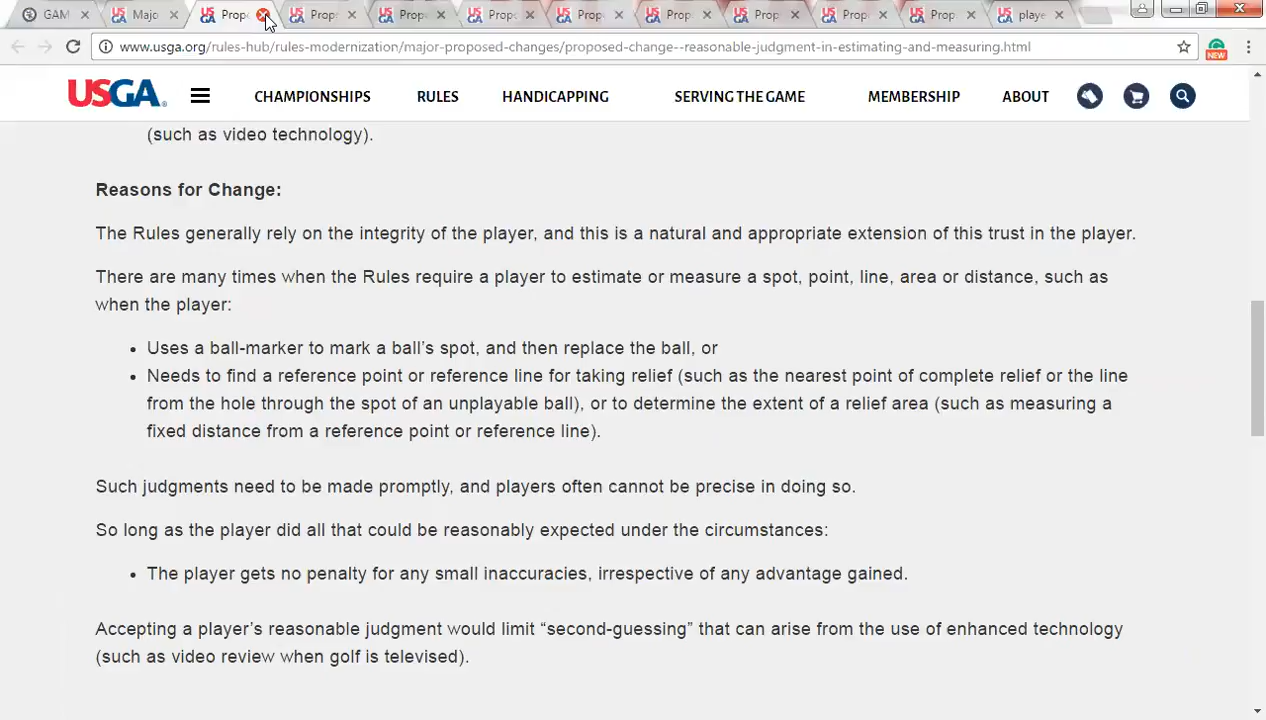 GAM
Majo
Prop
Prop
Prop
Prop
Prop
Prop
Prop
Prop
Prop
playe
www.usga.org/rules-hub/rules-modernization/major-proposed-changes/proposed-change--reasonable-judgment-in-estimating-and-measuring.html
NEW
USGA CHAMPIONSHIPS RULES HANDICAPPING SERVING THE GAME MEMBERSHIP ABOUT
(such as video technology).
Reasons for Change:
The Rules generally rely on the integrity of the player, and this is a natural and appropriate extension of this trust in the player.
There are many times when the Rules require a player to estimate or measure a spot, point, line, area or distance, such as
when the player:
• Uses a ball-marker to mark a ball’s spot, and then replace the ball, or
• Needs to find a reference point or reference line for taking relief (such as the nearest point of complete relief or the line
from the hole through the spot of an unplayable ball), or to determine the extent of a relief area (such as measuring a
fixed distance from a reference point or reference line).
Such judgments need to be made promptly, and players often cannot be precise in doing so.
So long as the player did all that could be reasonably expected under the circumstances:
• The player gets no penalty for any small inaccuracies, irrespective of any advantage gained.
Accepting a player’s reasonable judgment would limit “second-guessing” that can arise from the use of enhanced technology
(such as video review when golf is televised).